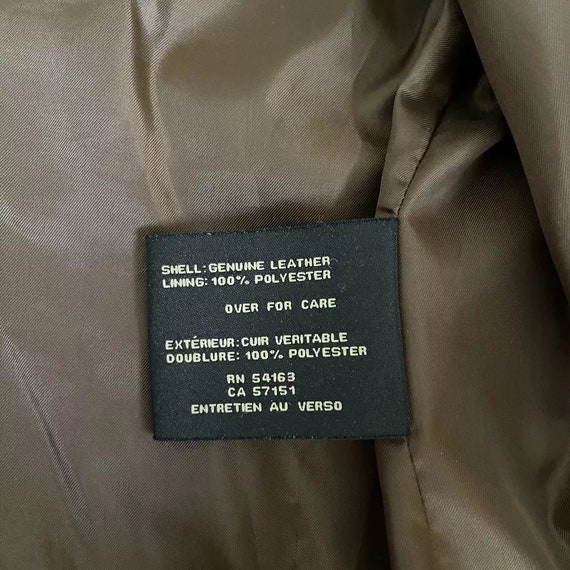 SHELL: GENUINE LEATHER
LINING: 100% POLYESTER
OVER FOR CARE
EXTÉRIEUR: CUIR VERITABLE
DOUBLURE: 100% POLYESTER
RN 54163
CA 57151
ENTRETIEN AU VERSO